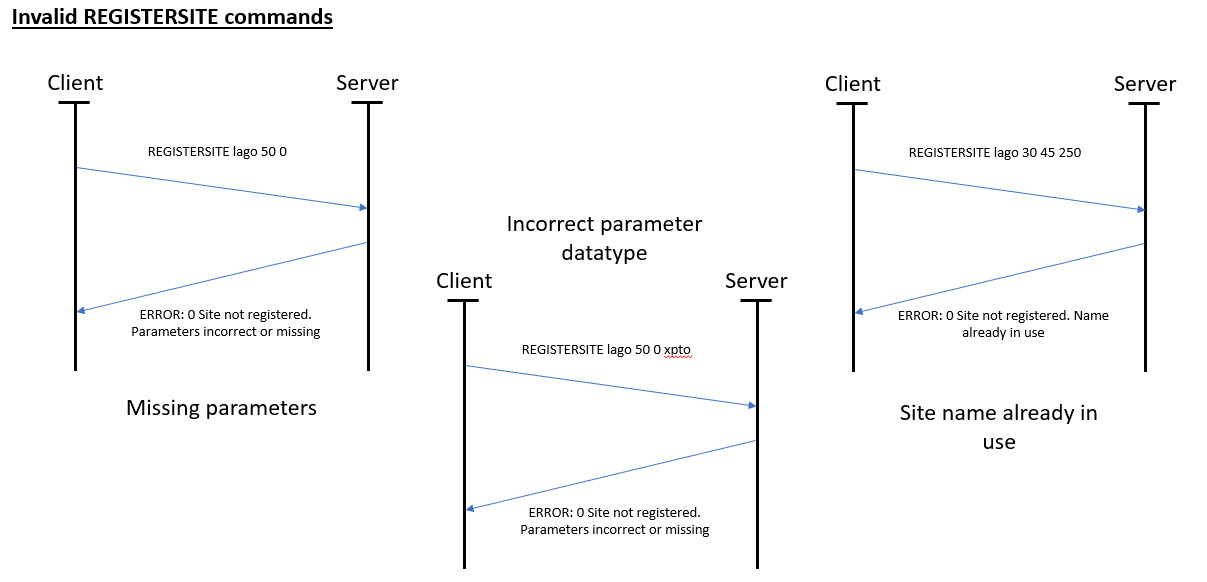 Invalid REGISTERSITE commands
Client
Server
REGISTERSITE lago 50 0
ERROR: 0 Site not registered.
Parameters incorrect or missing
Missing parameters
Incorrect parameter
datatype
Client
Server
REGISTERSITE lago 50 0 xpto
ERROR: 0 Site not registered.
Parameters incorrect or missing
Client
Server
REGISTERSITE lago 30 45 250
ERROR: 0 Site not registered. Name
already in use
Site name already in
use